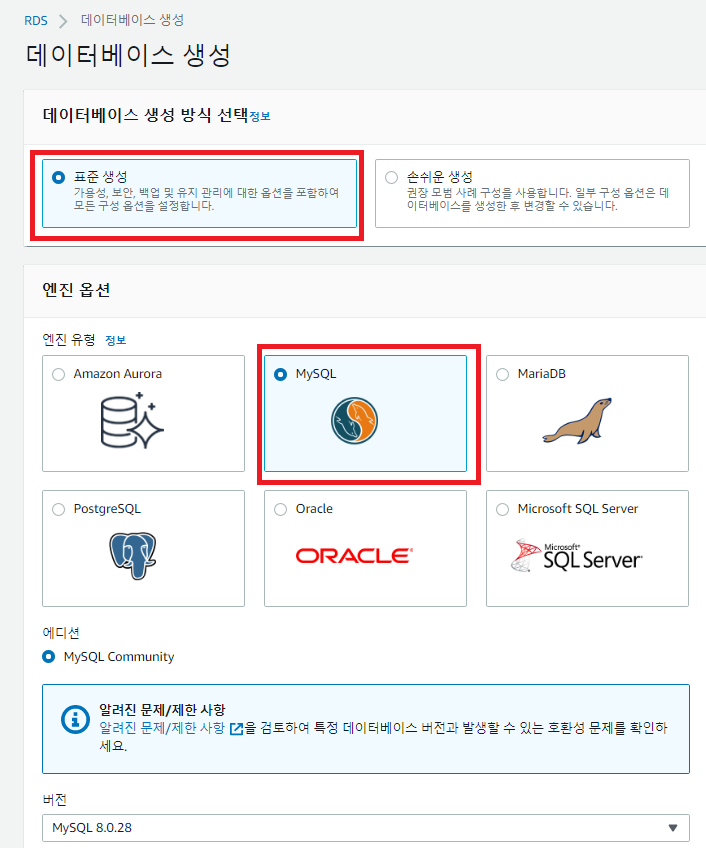 RDS > 데이터베이스 생성
데이터베이스 생성
데이터베이스 생성 방식 선택정보
표준 생성
가용성, 보안, 백업 및 유지 관리에 대한 옵션을 포함하여
모든 구성 옵션을 설정합니다.
손쉬운 생성
권장 모범 사례 구성을 사용합니다. 일부 구성 옵션은 데
이터베이스를 생성한 후 변경할 수 있습니다.
엔진 옵션
엔진 유형 정보
Amazon Aurora
MySQL
MariaDB
PostgreSQL
Oracle
ORACLE®
Microsoft SQL Server
Microsoft®
SQL Server®
에디션
MySQL Community
알려진 문제/제한 사항
알려진 문제/제한 사항 을 검토하여 특정 데이터베이스 버전과 발생할 수 있는 호환성 문제를 확인하
세요.
버전
MySQL 8.0.28